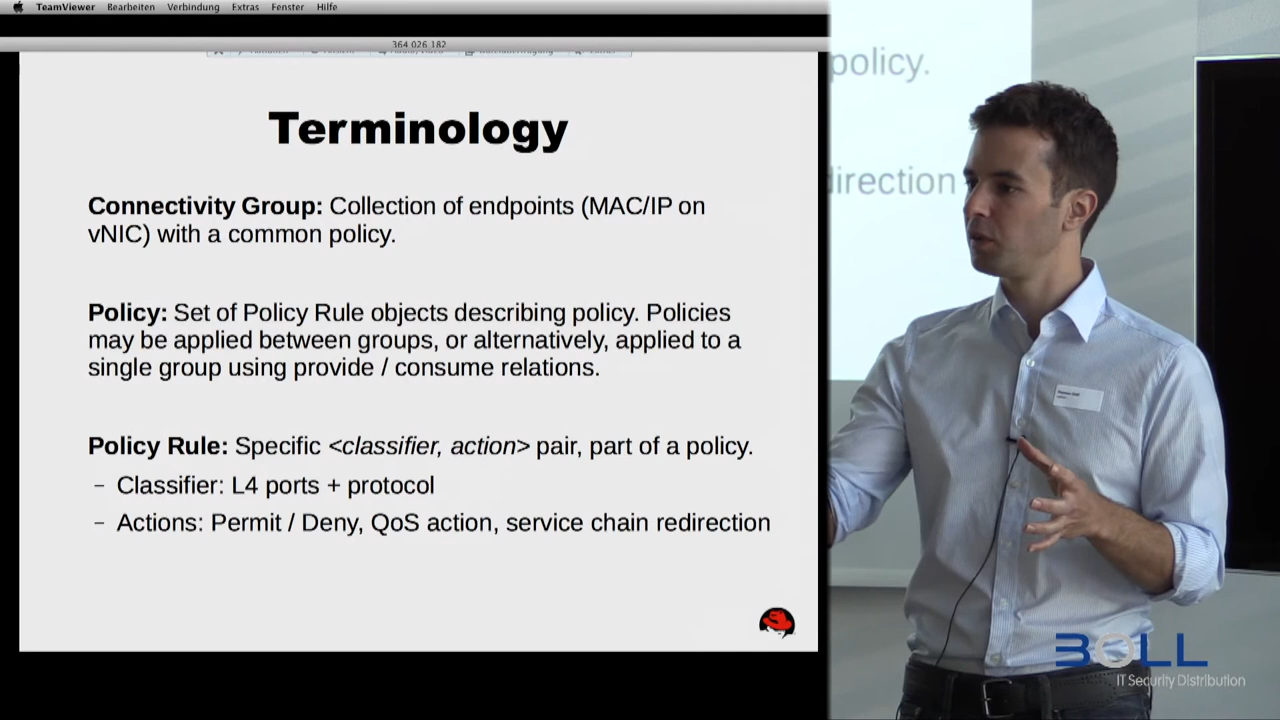 TeamViewer Bearbeiten Verbindung Extras Fenster Hilfe
364 026 182
Terminology
Connectivity Group: Collection of endpoints (MAC/IP on
vNIC) with a common policy.
Policy: Set of Policy Rule objects describing policy. Policies
may be applied between groups, or alternatively, applied to a
single group using provide / consume relations.
Policy Rule: Specific <classifier, action> pair, part of a policy.
– Classifier: L4 ports + protocol
– Actions: Permit / Deny, QoS action, service chain redirection
policy.
direction
BOLL
IT Security Distribution